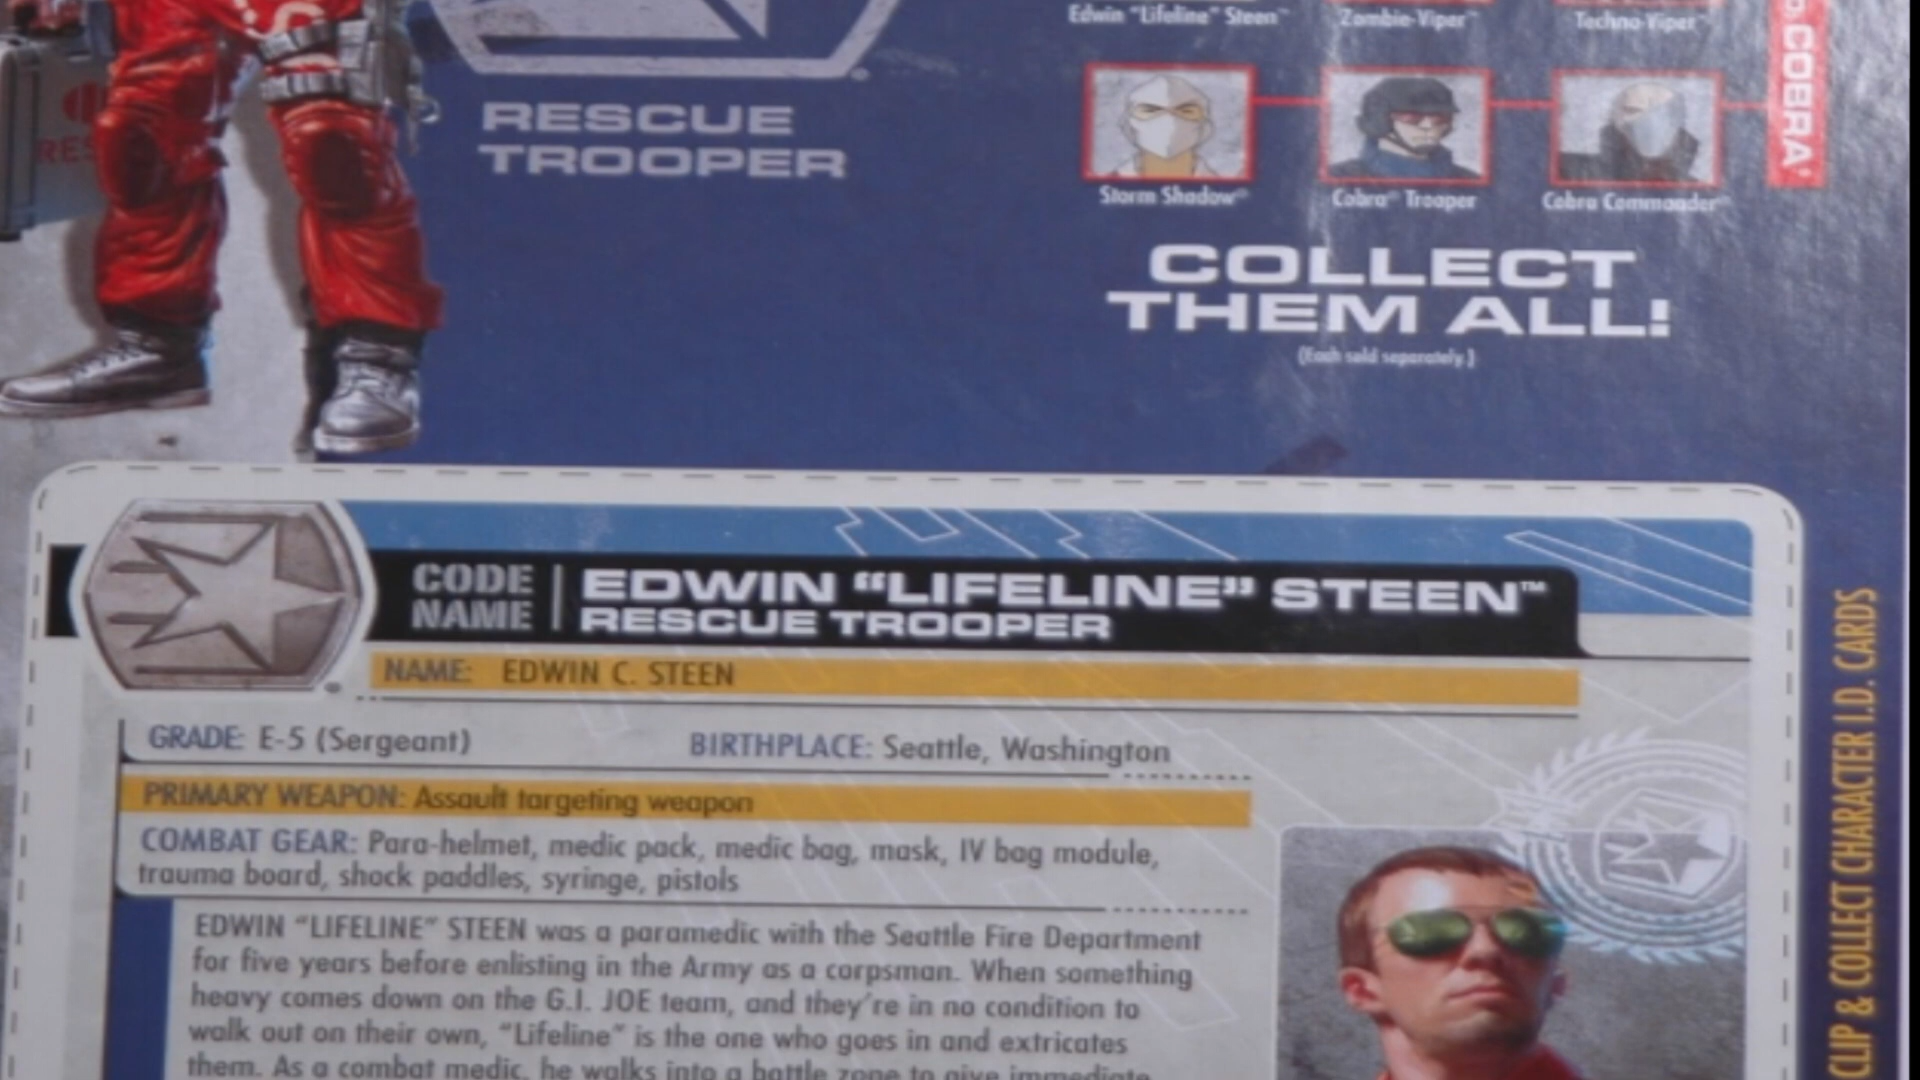 Edwin "Lifeline" Steen™
Zombie-Viper™
Techno-Viper™
COBRA®
RES
RESCUE
TROOPER
Storm Shadow®
Cobra® Trooper
Cobra Commander®
COLLECT
THEM ALL!
(Each sold separately.)
CODE
NAME
EDWIN “LIFELINE” STEEN™
RESCUE TROOPER
NAME: EDWIN C. STEEN
GRADE: E-5 (Sergeant)
BIRTHPLACE: Seattle, Washington
PRIMARY WEAPON: Assault targeting weapon
COMBAT GEAR: Para-helmet, medic pack, medic bag, mask, IV bag module,
trauma board, shock paddles, syringe, pistols
EDWIN “LIFELINE” STEEN was a paramedic with the Seattle Fire Department
for five years before enlisting in the Army as a corpsman. When something
heavy comes down on the G.I. JOE team, and they're in no condition to
walk out on their own, “Lifeline” is the one who goes in and extricates
them. As a combat medic, he walks into a battle zone to give immediate
CLIP & COLLECT CHARACTER I.D. CARDS